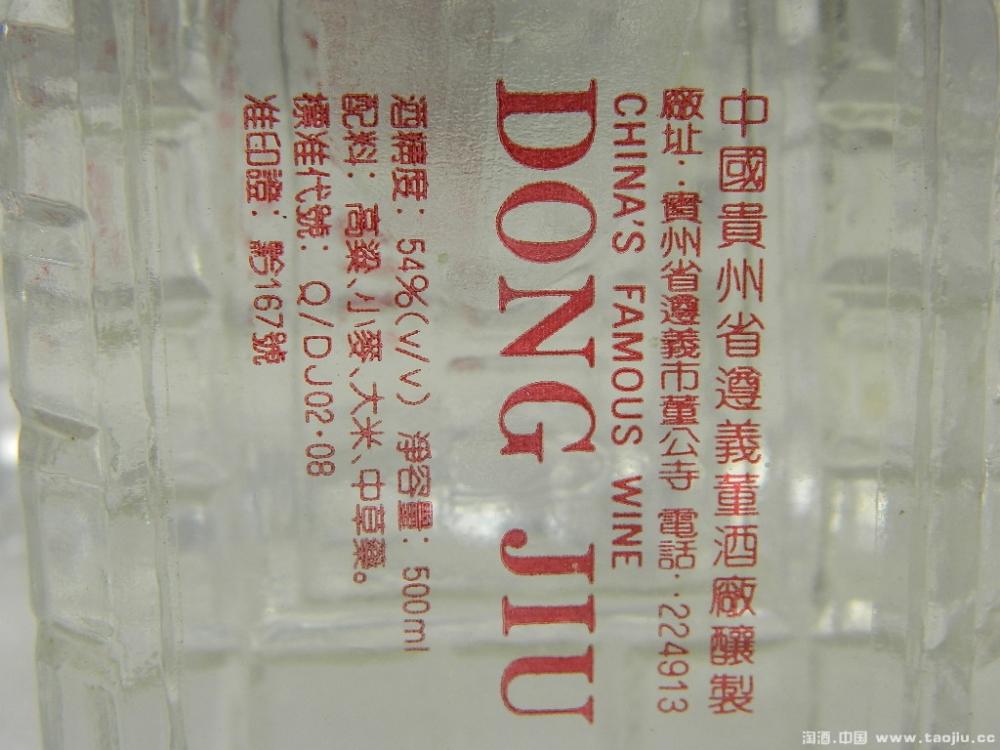 中國貴州省遵義董酒廠釀製
廠址:貴州省遵義市董公寺 電話:224913
CHINA'S FAMOUS WINE
DONG JIU
酒精度: 54%(v/v) 淨容量: 500ml
配料: 高粱、小麥、大米、中草藥。
標准代號: Q/DJ02·08
准印證: 黔167號
淘酒.中国 www.taojiu.cc